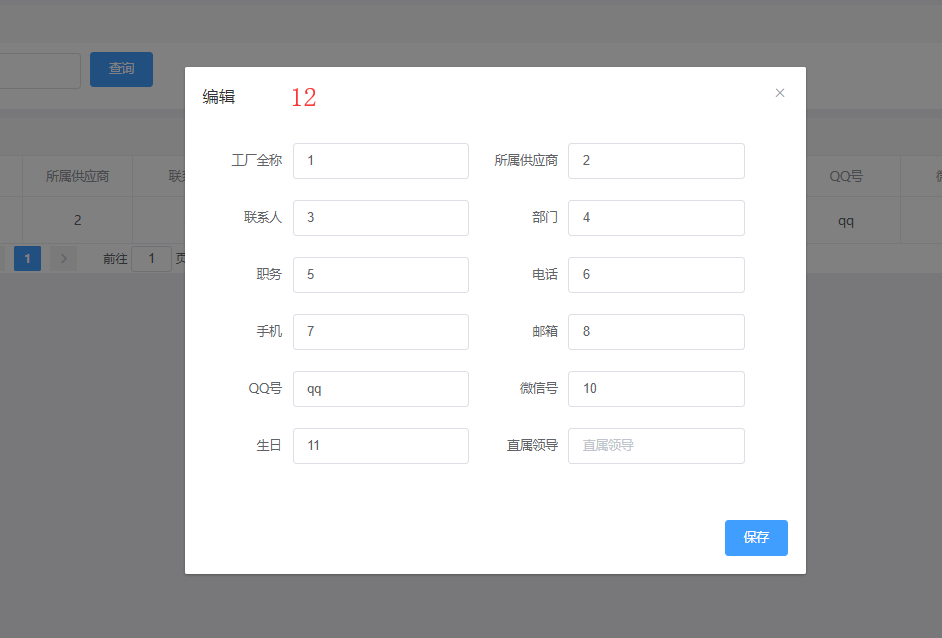 查询
编辑 12 ×
工厂全称 1 所属供应商 2
联系人 3 部门 4
职务 5 电话 6
手机 7 邮箱 8
QQ号 qq 微信号 10
生日 11 直属领导 直属领导
保存
所属供应商 QQ号
2 qq
1 > 前往 1 页